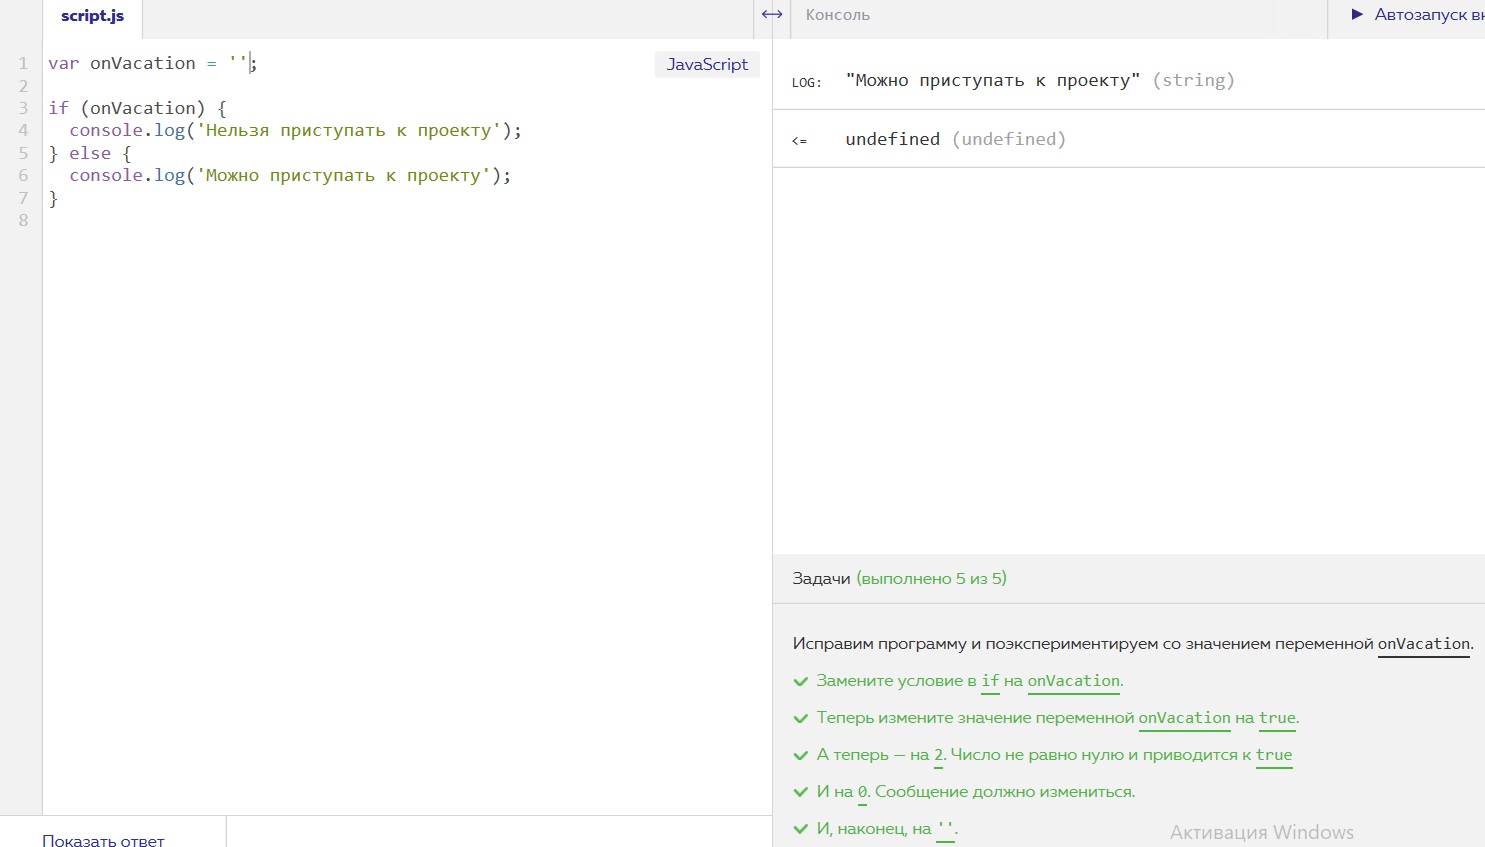 script.js
↔
Консоль
▶ Автозапуск
1 var onVacation = '';
2
3 if (onVacation) {
4   console.log('Нельзя приступать к проекту');
5 } else {
6   console.log('Можно приступать к проекту');
7 }
8
JavaScript
LOG: "Можно приступать к проекту" (string)
<= undefined (undefined)
Задачи (выполнено 5 из 5)
Исправим программу и поэкспериментируем со значением переменной onVacation.
Замените условие в if на onVacation.
Теперь измените значение переменной onVacation на true.
А теперь — на 2. Число не равно нулю и приводится к true
И на 0. Сообщение должно измениться.
И, наконец, на ''.
Активация Windows
Показать ответ